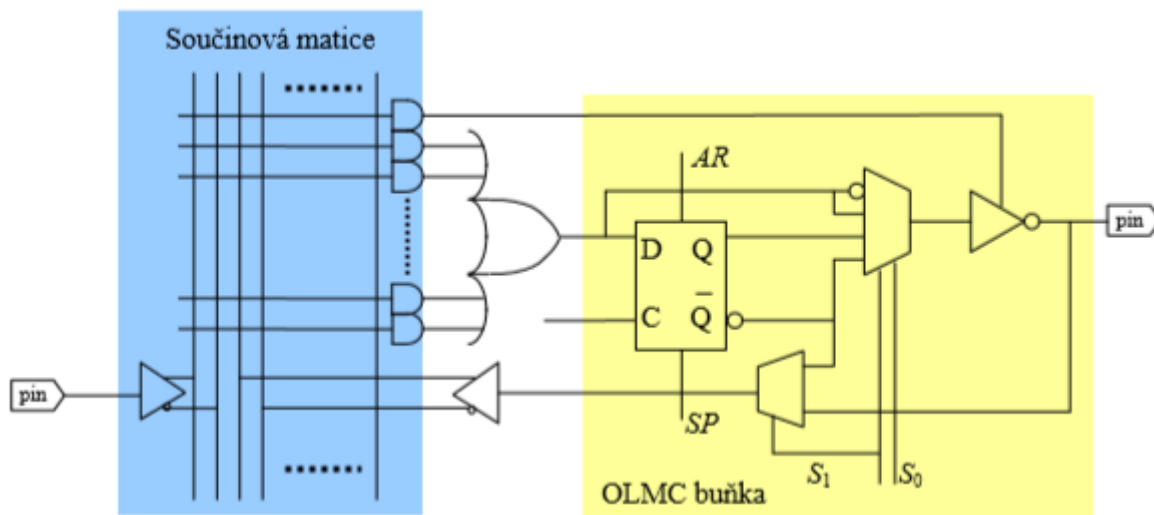 Součinová matice
AR
pin
D Q
C Q̅
pin
SP
S₁ S₀
OLMC buňka